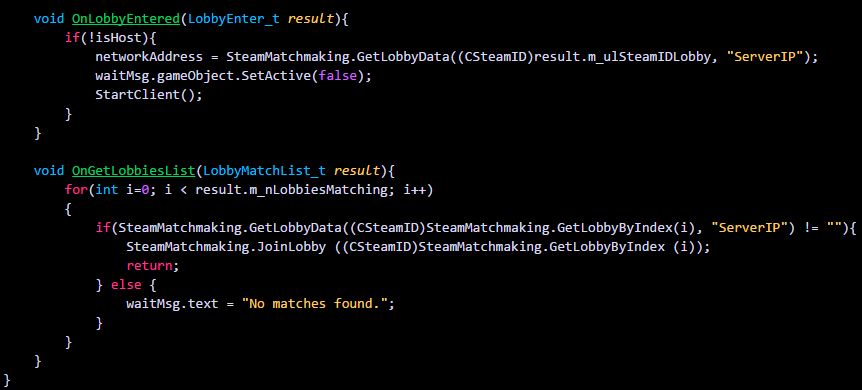 void OnLobbyEntered(LobbyEnter_t result){
if(!isHost){
networkAddress = SteamMatchmaking.GetLobbyData((CSteamID)result.m_ulSteamIDLobby, "ServerIP");
waitMsg.gameObject.SetActive(false);
StartClient();
}
}
void OnGetLobbiesList(LobbyMatchList_t result){
for(int i=0; i < result.m_nLobbiesMatching; i++)
{
if(SteamMatchmaking.GetLobbyData((CSteamID)SteamMatchmaking.GetLobbyByIndex(i), "ServerIP") != ""){
SteamMatchmaking.JoinLobby ((CSteamID)SteamMatchmaking.GetLobbyByIndex (i));
return;
} else {
waitMsg.text = "No matches found.";
}
}
}
}